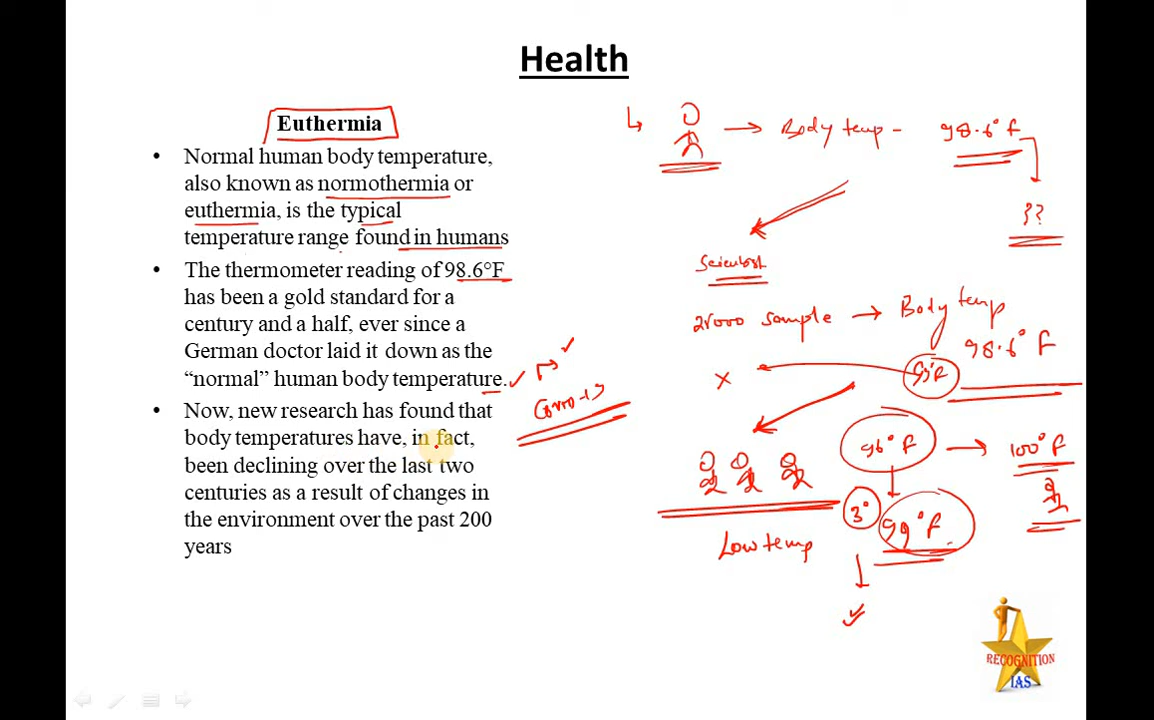 Health
Euthermia
• Normal human body temperature,
also known as normothermia or
euthermia, is the typical
temperature range found in humans
• The thermometer reading of 98.6°F
has been a gold standard for a
century and a half, ever since a
German doctor laid it down as the
“normal” human body temperature.
• Now, new research has found that
body temperatures have, in fact,
been declining over the last two
centuries as a result of changes in
the environment over the past 200
years
Body temp - 98.6° F
??
Scientist
sample → Body temp
98.6° F
96° F → 100° F
3° 99° F
Low temp
RECOGNITION
IAS